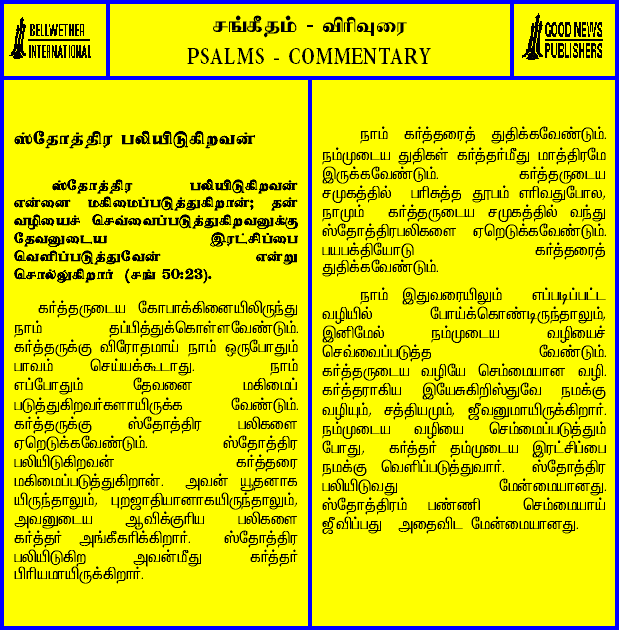 BELLWETHER
INTERNATIONAL
சங்கீதம் - விரிவுரை
PSALMS - COMMENTARY
GOOD NEWS
PUBLISHERS
ஸ்தோத்திர பலியிடுகிறவன்
ஸ்தோத்திர பலியிடுகிறவன்
என்னை மகிமைப்படுத்துகிறான்; தன்
வழியைச் செவ்வைப்படுத்துகிறவனுக்கு
தேவனுடைய இரட்சிப்பை
வெளிப்படுத்துவேன் என்று
சொல்லுகிறார் (சங் 50:23).
கர்த்தருடைய கோபாக்கினையிலிருந்து
நாம் தப்பித்துக்கொள்ளவேண்டும்.
கர்த்தருக்கு விரோதமாய் நாம் ஒருபோதும்
பாவம் செய்யக்கூடாது. நாம்
எப்போதும் தேவனை மகிமைப்
படுத்துகிறவர்களாயிருக்க வேண்டும்.
கர்த்தருக்கு ஸ்தோத்திர பலிகளை
ஏறெடுக்கவேண்டும். ஸ்தோத்திர
பலியிடுகிறவன் கர்த்தரை
மகிமைப்படுத்துகிறான். அவன் யூதனாக
யிருந்தாலும், புறஜாதியானாகயிருந்தாலும்,
அவனுடைய ஆவிக்குரிய பலிகளை
கர்த்தர் அங்கீகரிக்கிறார். ஸ்தோத்திர
பலியிடுகிற அவன்மீது கர்த்தர்
பிரியமாயிருக்கிறார்.
நாம் கர்த்தரைத் துதிக்கவேண்டும்.
நம்முடைய துதிகள் கர்த்தர்மீது மாத்திரமே
இருக்கவேண்டும். கர்த்தருடைய
சமுகத்தில் பரிசுத்த தூபம் எரிவதுபோல,
நாமும் கர்த்தருடைய சமுகத்தில் வந்து
ஸ்தோத்திரபலிகளை ஏறெடுக்கவேண்டும்.
பயபக்தியோடு கர்த்தரைத்
துதிக்கவேண்டும்.
நாம் இதுவரையிலும் எப்படிப்பட்ட
வழியில் போய்க்கொண்டிருந்தாலும்,
இனிமேல் நம்முடைய வழியைச்
செவ்வைப்படுத்த வேண்டும்.
கர்த்தருடைய வழியே செம்மையான வழி.
கர்த்தராகிய இயேசுகிறிஸ்துவே நமக்கு
வழியும், சத்தியமும், ஜீவனுமாயிருக்கிறார்.
நம்முடைய வழியை செம்மைப்படுத்தும்
போது, கர்த்தர் தம்முடைய இரட்சிப்பை
நமக்கு வெளிப்படுத்துவார். ஸ்தோத்திர
பலியிடுவது மேன்மையானது.
ஸ்தோத்திரம் பண்ணி செம்மையாய்
ஜீவிப்பது அதைவிட மேன்மையானது.